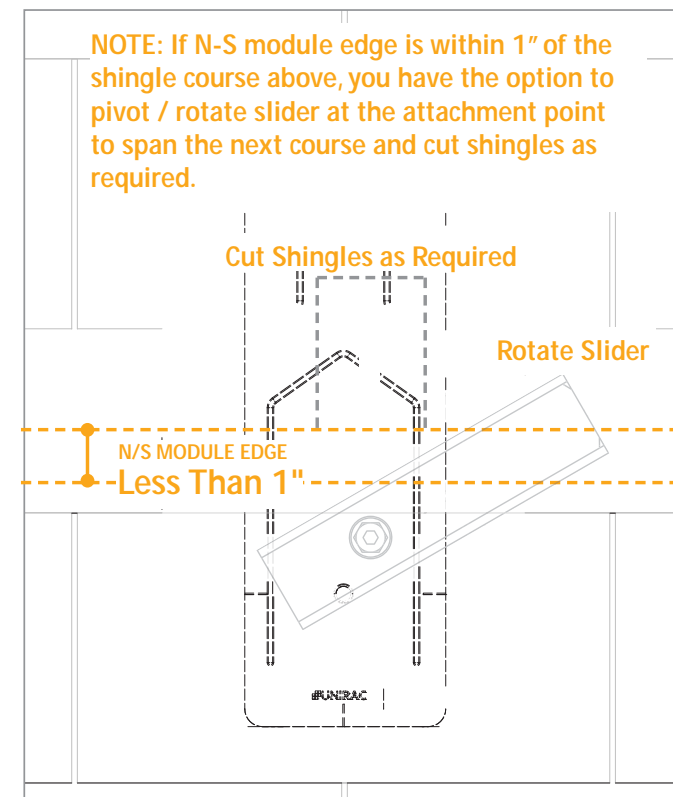 NOTE: If N-S module edge is within 1" of the
shingle course above, you have the option to
pivot / rotate slider at the attachment point
to span the next course and cut shingles as
required.
Cut Shingles as Required
Rotate Slider
N/S MODULE EDGE
Less Than 1"
#UNIRAC